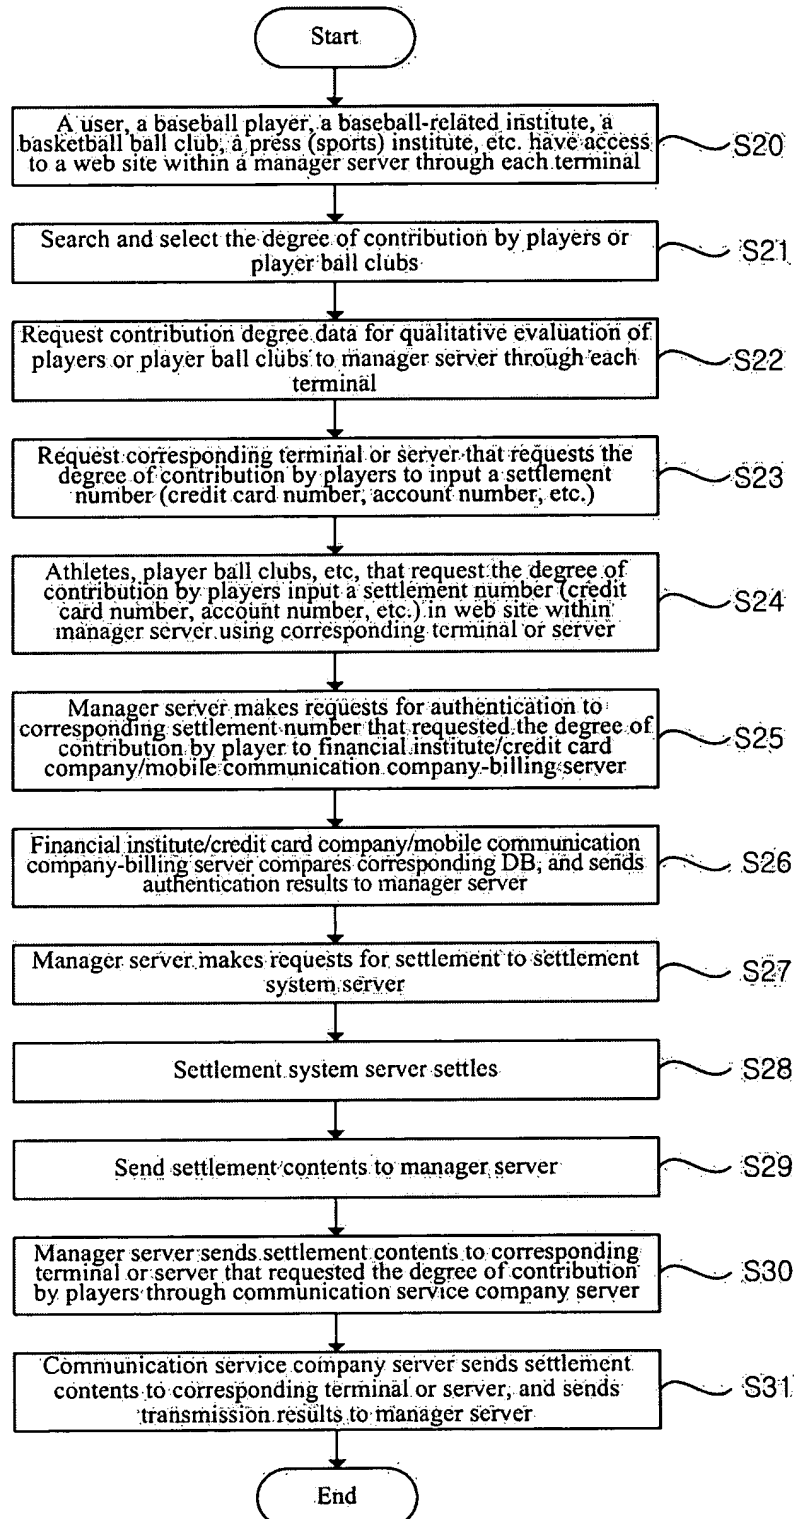 Start
A user, a baseball player, a baseball-related institute, a
basketball ball club, a press (sports) institute, etc. have access
to a web site within a manager server through each terminal
S20
Search and select the degree of contribution by players or
player ball clubs
S21
Request contribution degree data for qualitative evaluation of
players or player ball clubs to manager server through each
terminal
S22
Request corresponding terminal or server that requests the
degree of contribution by players to input a settlement
number (credit card number, account number, etc.)
S23
Athletes, player ball clubs, etc, that request the degree of
contribution by players input a settlement number (credit
card number, account number, etc.) in web site within
manager server using corresponding terminal or server
S24
Manager server makes requests for authentication to
corresponding settlement number that requested the degree of
contribution by player to financial institute/credit card
company/mobile communication company-billing server
S25
Financial institute/credit card company/mobile communication
company-billing server compares corresponding DB, and sends
authentication results to manager server
S26
Manager server makes requests for settlement to settlement
system server
S27
Settlement system server settles
S28
Send settlement contents to manager server
S29
Manager server sends settlement contents to corresponding
terminal or server that requested the degree of contribution
by players through communication service company server
S30
Communication service company server sends settlement
contents to corresponding terminal or server, and sends
transmission results to manager server
S31
End